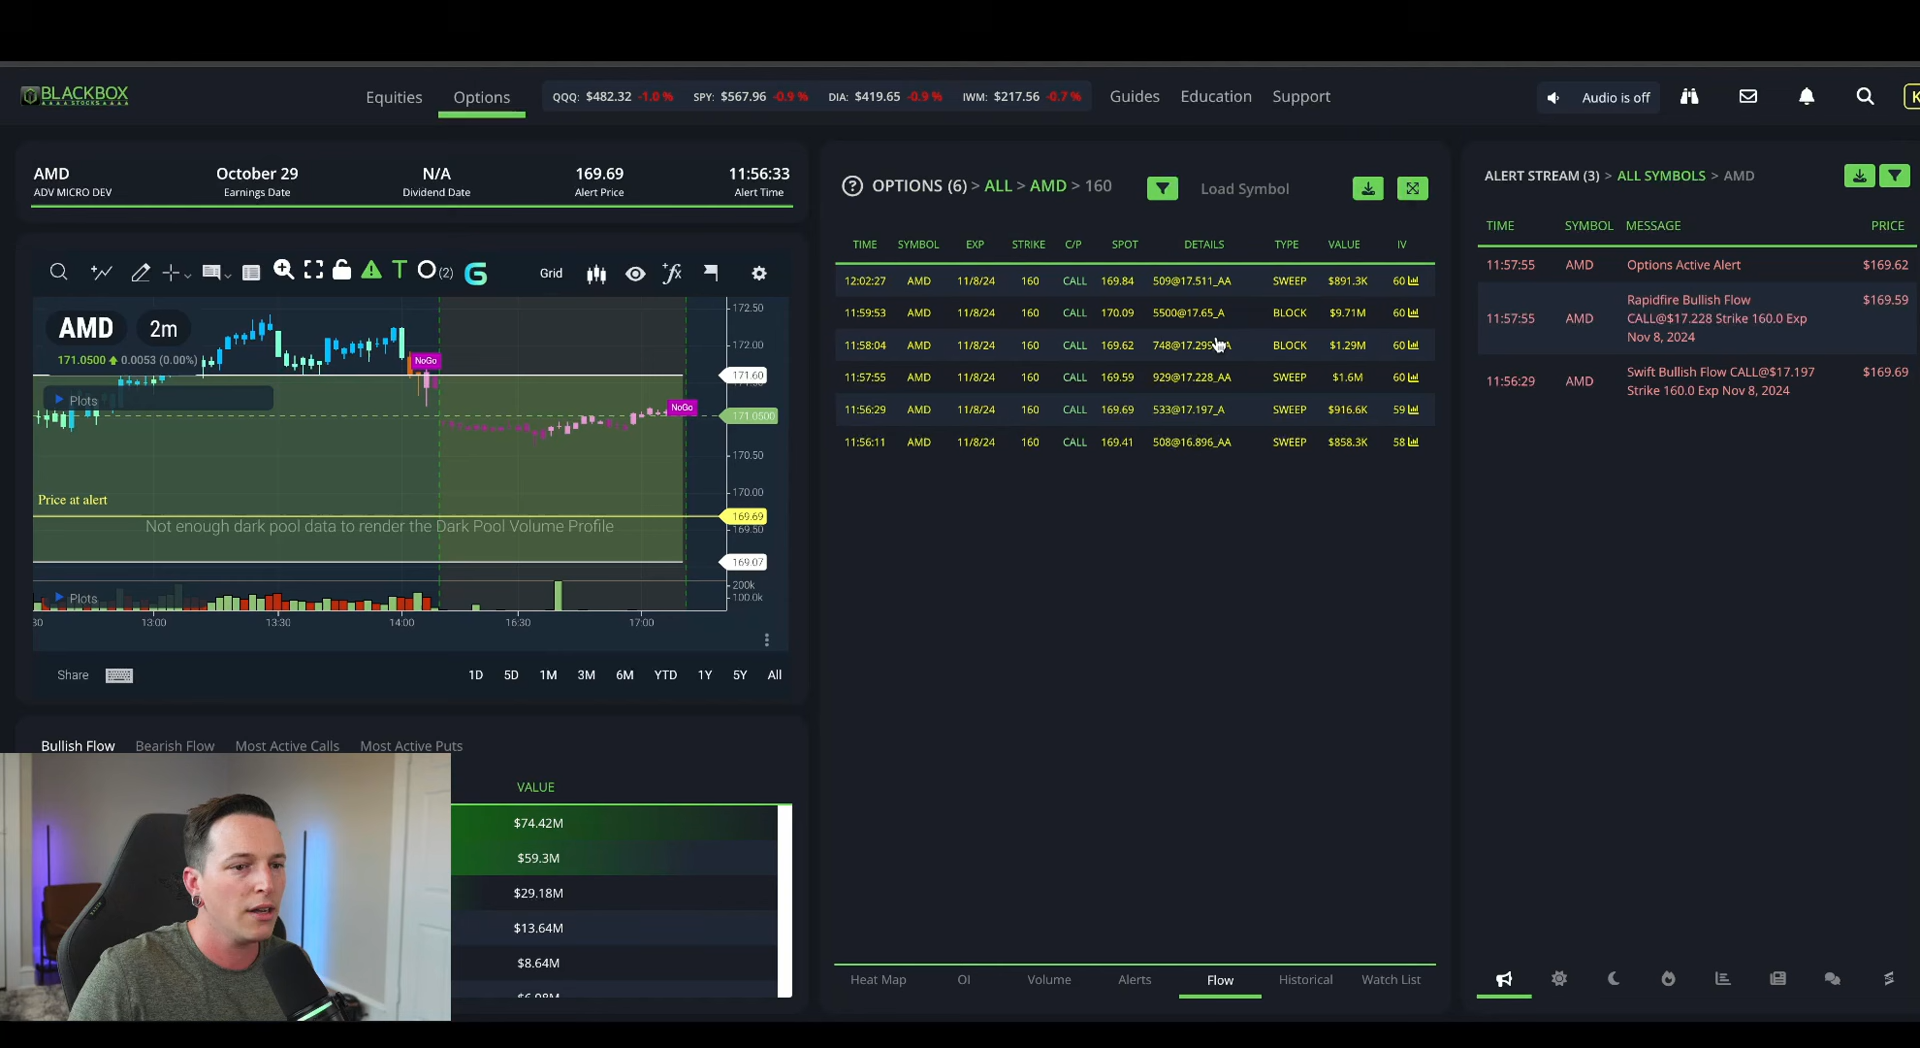 BLACKBOX
STOCKS
Equities
Options
QQQ: $482.32 -1.0 % SPY: $567.96 -0.9 % DIA: $419.65 -0.9 % IWM: $217.56 -0.7 %
Guides
Education
Support
Audio is off
K
AMD
ADV MICRO DEV
October 29
Earnings Date
N/A
Dividend Date
169.69
Alert Price
11:56:33
Alert Time
(2)
Grid
AMD 2m
171.0500 0.0053 (0.00%)
Plots
NoGo
NoGo
Price at alert
Not enough dark pool data to render the Dark Pool Volume Profile
Plots
172.50
172.00
171.60
171.0500
170.50
170.00
169.69
169.50
169.07
200k
100.0k
:30 13:00 13:30 14:00 16:30 17:00
Share
1D 5D 1M 3M 6M YTD 1Y 5Y All
Bullish Flow Bearish Flow Most Active Calls Most Active Puts
VALUE
$74.42M
$59.3M
$29.18M
$13.64M
$8.64M
OPTIONS (6) > ALL > AMD > 160
Load Symbol
TIME SYMBOL EXP STRIKE C/P SPOT DETAILS TYPE VALUE IV
12:02:27 AMD 11/8/24 160 CALL 169.84 509@17.511_AA SWEEP $891.3K 60
11:59:53 AMD 11/8/24 160 CALL 170.09 5500@17.65_A BLOCK $9.71M 60
11:58:04 AMD 11/8/24 160 CALL 169.62 BLOCK $1.29M 60
11:57:55 AMD 11/8/24 160 CALL 169.59 929@17.228_AA SWEEP $1.6M 60
11:56:29 AMD 11/8/24 160 CALL 169.69 533@17.197_A SWEEP $916.6K 59
11:56:11 AMD 11/8/24 160 CALL 169.41 508@16.896_AA SWEEP $858.3K 58
Heat Map OI Volume Alerts Flow Historical Watch List
ALERT STREAM (3) > ALL SYMBOLS > AMD
TIME SYMBOL MESSAGE PRICE
11:57:55 AMD Options Active Alert $169.62
Rapidfire Bullish Flow $169.59
11:57:55 AMD CALL@$17.228 Strike 160.0 Exp
Nov 8, 2024
11:56:29 AMD Swift Bullish Flow CALL@$17.197 $169.69
Strike 160.0 Exp Nov 8, 2024